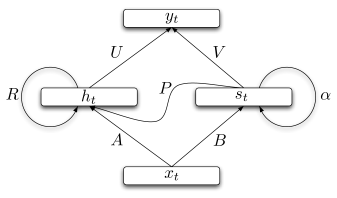 y_t
U V
R h_t P s_t α
A B
x_t